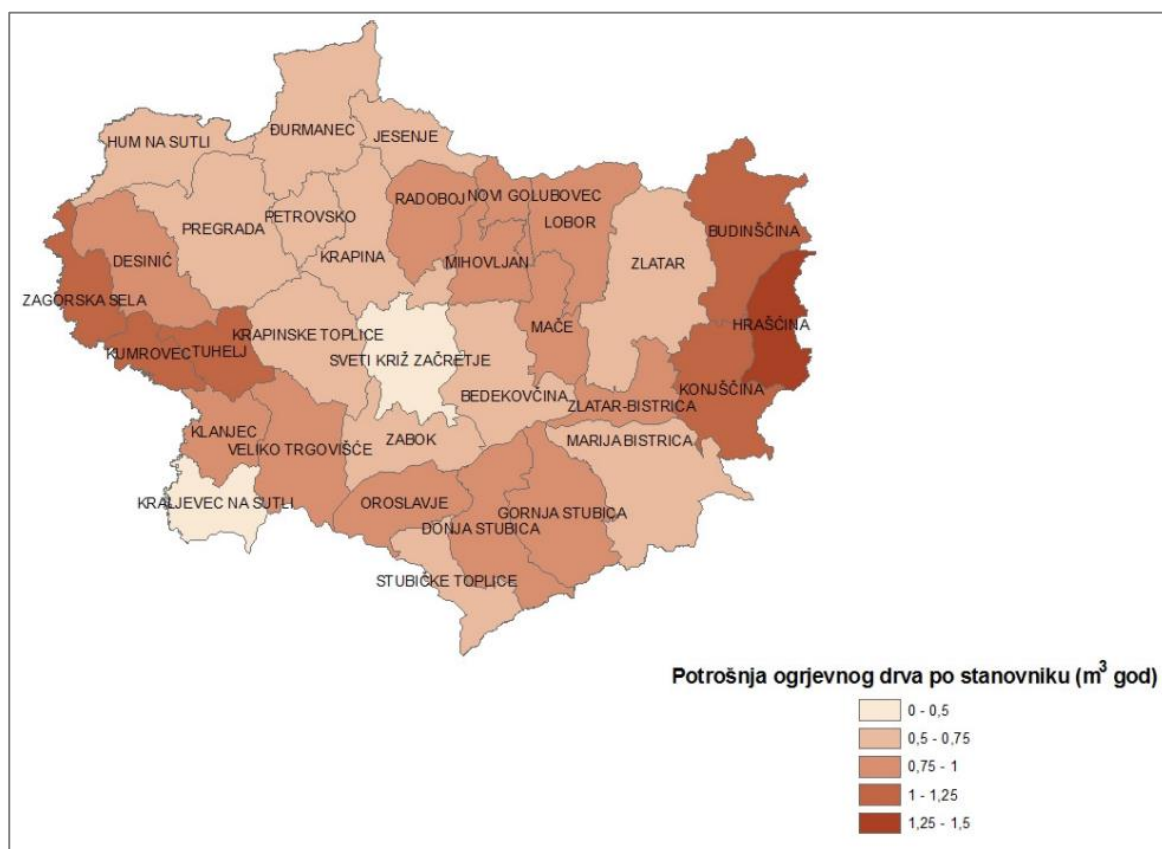 ĐURMANEC
HUM NA SUTLI
JESENJE
RADOBOJ
NOVI GOLUBOVEC
PETROVSKO
LOBOR
PREGRADA
BUDINŠČINA
KRAPINA
DESINIĆ
MIHOVLJAN
ZLATAR
ZAGORSKA SELA
HRAŠĆINA
MAČE
KRAPINSKE TOPLICE
KUMROVEC
TUHELJ
SVETI KRIŽ ZAČRETJE
KONJŠČINA
BEDEKOVČINA
ZLATAR-BISTRICA
KLANJEC
ZABOK
MARIJA BISTRICA
VELIKO TRGOVIŠĆE
KRALJEVEC NA SUTLI
OROSLAVJE
GORNJA STUBICA
DONJA STUBICA
STUBIČKE TOPLICE
Potrošnja ogrjevnog drva po stanovniku (m³ god)
0 - 0,5
0,5 - 0,75
0,75 - 1
1 - 1,25
1,25 - 1,5